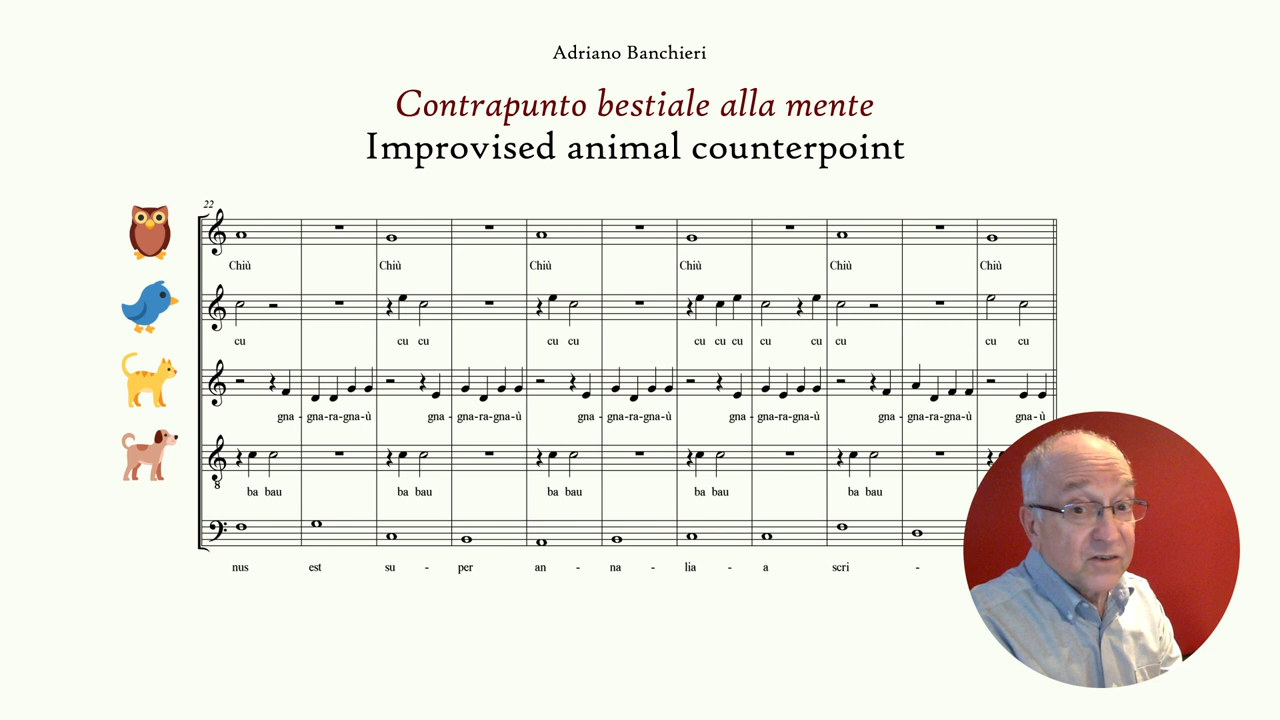 Adriano Banchieri
Contrapunto bestiale alla mente
Improvised animal counterpoint
22
Chiù Chiù Chiù Chiù Chiù Chiù
cu cu cu cu cu cu cu cu cu cu cu cu
gna - gna-ra-gna-ù gna - gna-ra-gna-ù gna - gna-ra-gna-ù gna - gna-ra-gna-ù gna - gna-ra-gna-ù gna-ù
8
ba bau ba bau ba bau ba bau ba bau
nus est su - per an - na - lia - a scri -